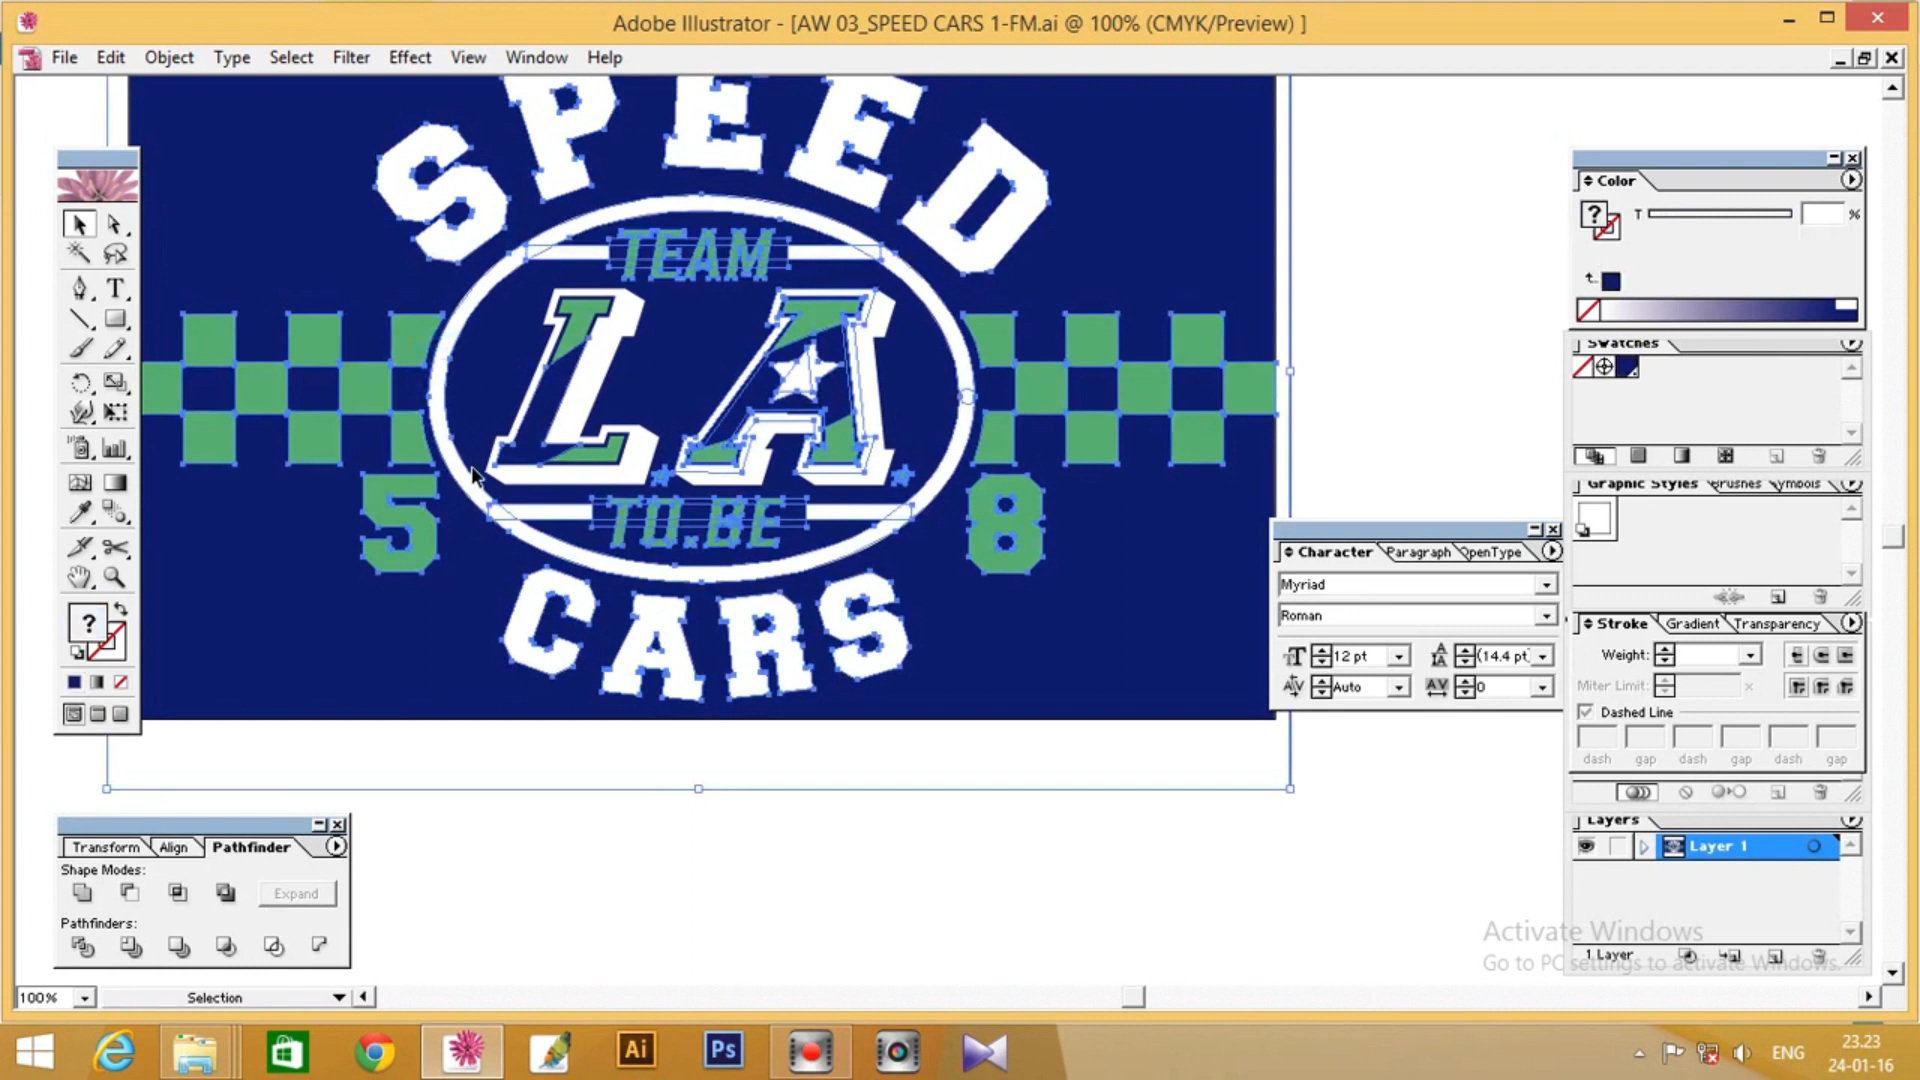 Adobe Illustrator - [AW 03_SPEED CARS 1-FM.ai @ 100% (CMYK/Preview) ]
File Edit Object Type Select Filter Effect View Window Help
SPEED
TEAM
LA
5 8
TO.BE
CARS
Color
T %
Swatches
Graphic Styles Brushes Symbols
Character Paragraph OpenType
Myriad
Roman
12 pt (14.4 pt)
Auto 0
Stroke Gradient Transparency
Weight:
Miter Limit: ×
Dashed Line
dash gap dash gap dash gap
Layers
Layer 1
1 Layer
Transform Align Pathfinder
Shape Modes:
Expand
Pathfinders:
Activate Windows
Go to PC settings to activate Windows.
100% Selection
Ai Ps
ENG
23.23
24-01-16